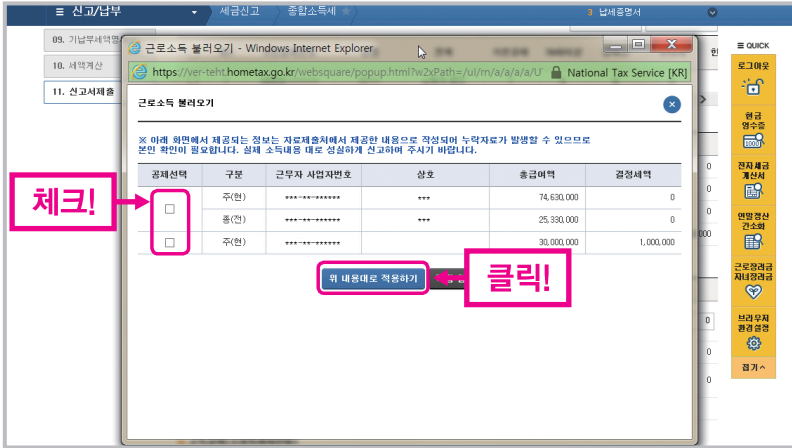 ≡ 신고/납부
세금신고
종합소득세
3 납세증명서
09. 기납부세액명
10. 세액계산
11. 신고서제출
근로소득 불러오기 - Windows Internet Explorer
https://ver-teht.hometax.go.kr/websquare/popup.html?w2xPath=/ui/rn/a/a/a/a/U
National Tax Service [KR]
근로소득 불러오기
※ 아래 화면에서 제공되는 정보는 자료제출처에서 제공한 내용으로 작성되어 누락자료가 발생할 수 있으므로
본인 확인이 필요합니다. 실제 소득내용 대로 성실하게 신고하여 주시기 바랍니다.
공제선택 구분 근무자 사업자번호 상호 총급여액 결정세액
주(현) ***-**-****** *** 74,630,000 0
종(전) ***-**-****** *** 25,330,000 0
주(현) ***-**-****** 30,000,000 1,000,000
체크!
위 내용대로 적용하기
클릭!
≡ QUICK
로그아웃
현금
영수증
전자세금
계산서
연말정산
간소화
근로장려금
자녀장려금
브라우저
환경설정
접기 ^